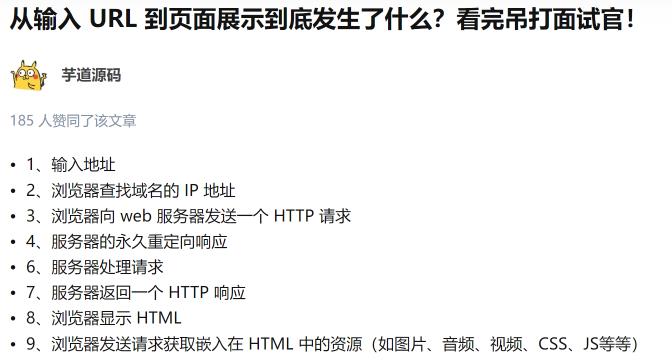 从输入 URL 到页面展示到底发生了什么？看完吊打面试官！
芋道源码
185 人赞同了该文章
• 1、输入地址
• 2、浏览器查找域名的 IP 地址
• 3、浏览器向 web 服务器发送一个 HTTP 请求
• 4、服务器的永久重定向响应
• 6、服务器处理请求
• 7、服务器返回一个 HTTP 响应
• 8、浏览器显示 HTML
• 9、浏览器发送请求获取嵌入在 HTML 中的资源（如图片、音频、视频、CSS、JS等等）